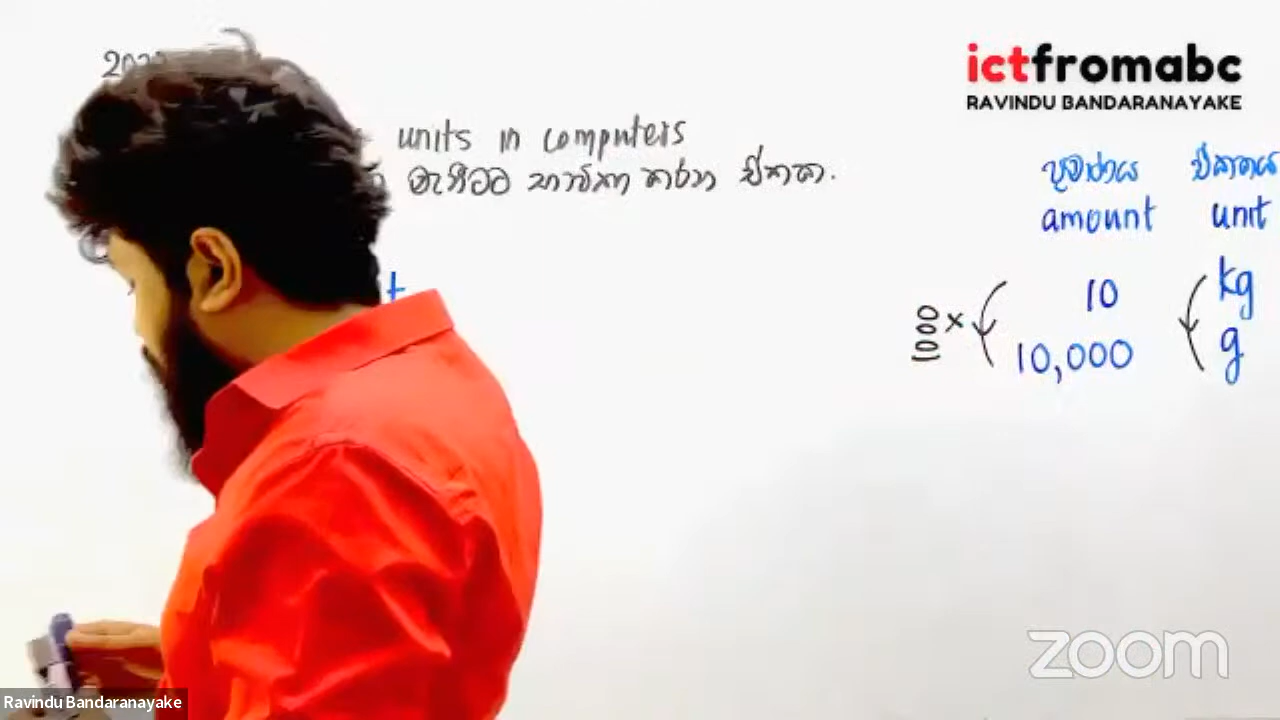 ictfromabc
RAVINDU BANDARANAYAKE
units in computers
මැනීමට භාවිතා කරන ඒකක.
ප්‍රමාණය ඒකකය
amount unit
1000 × 10 kg
10,000 g
zoom
Ravindu Bandaranayake